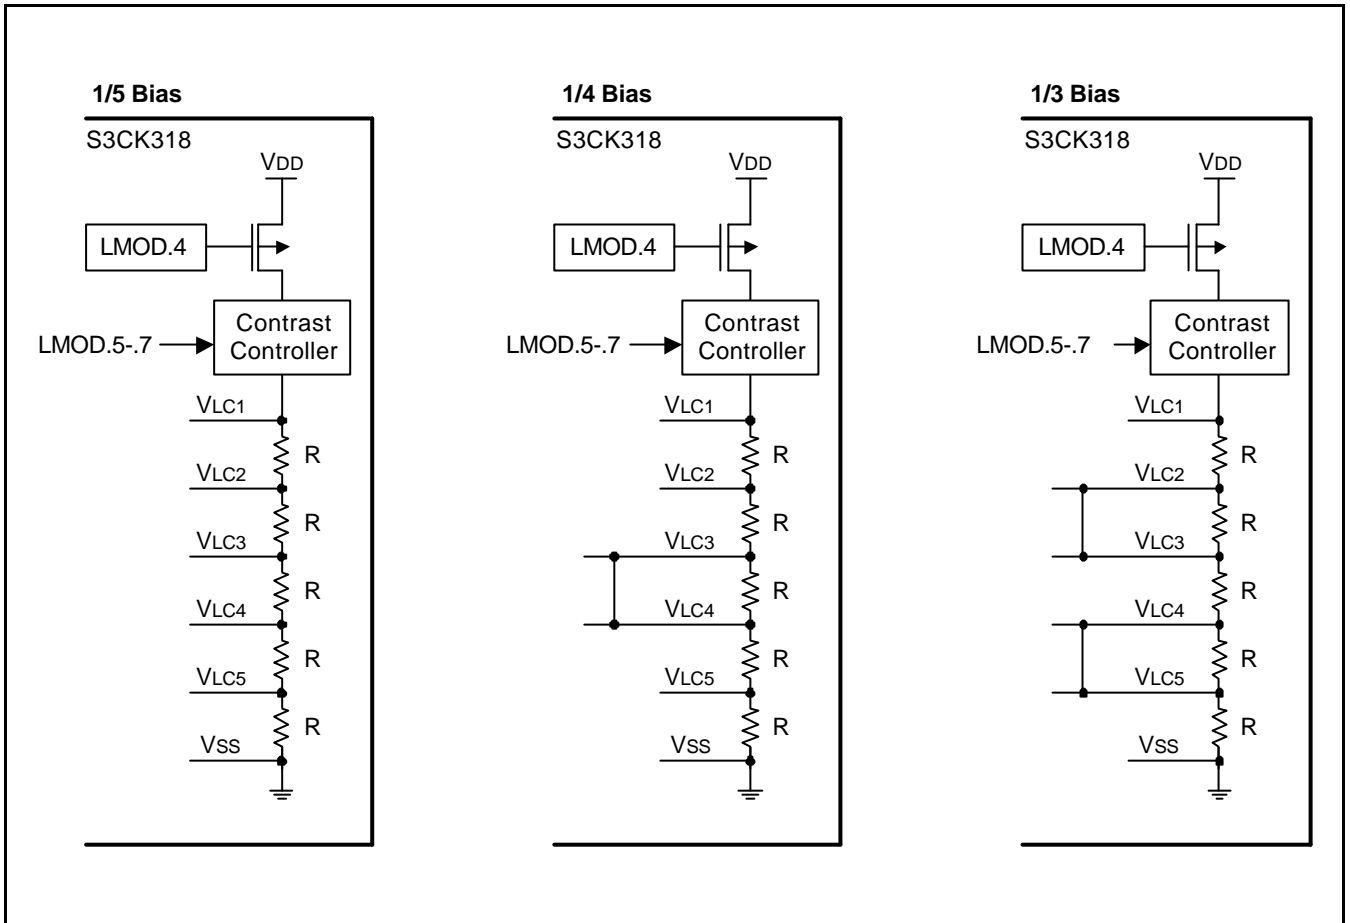 1/5 Bias
S3CK318
VDD
LMOD.4
Contrast
Controller
LMOD.5-.7
VLC1
R
VLC2
R
VLC3
R
VLC4
R
VLC5
R
VSS
1/4 Bias
S3CK318
VDD
LMOD.4
Contrast
Controller
LMOD.5-.7
VLC1
R
VLC2
R
VLC3
R
VLC4
R
VLC5
R
VSS
1/3 Bias
S3CK318
VDD
LMOD.4
Contrast
Controller
LMOD.5-.7
VLC1
R
VLC2
R
VLC3
R
VLC4
R
VLC5
R
VSS